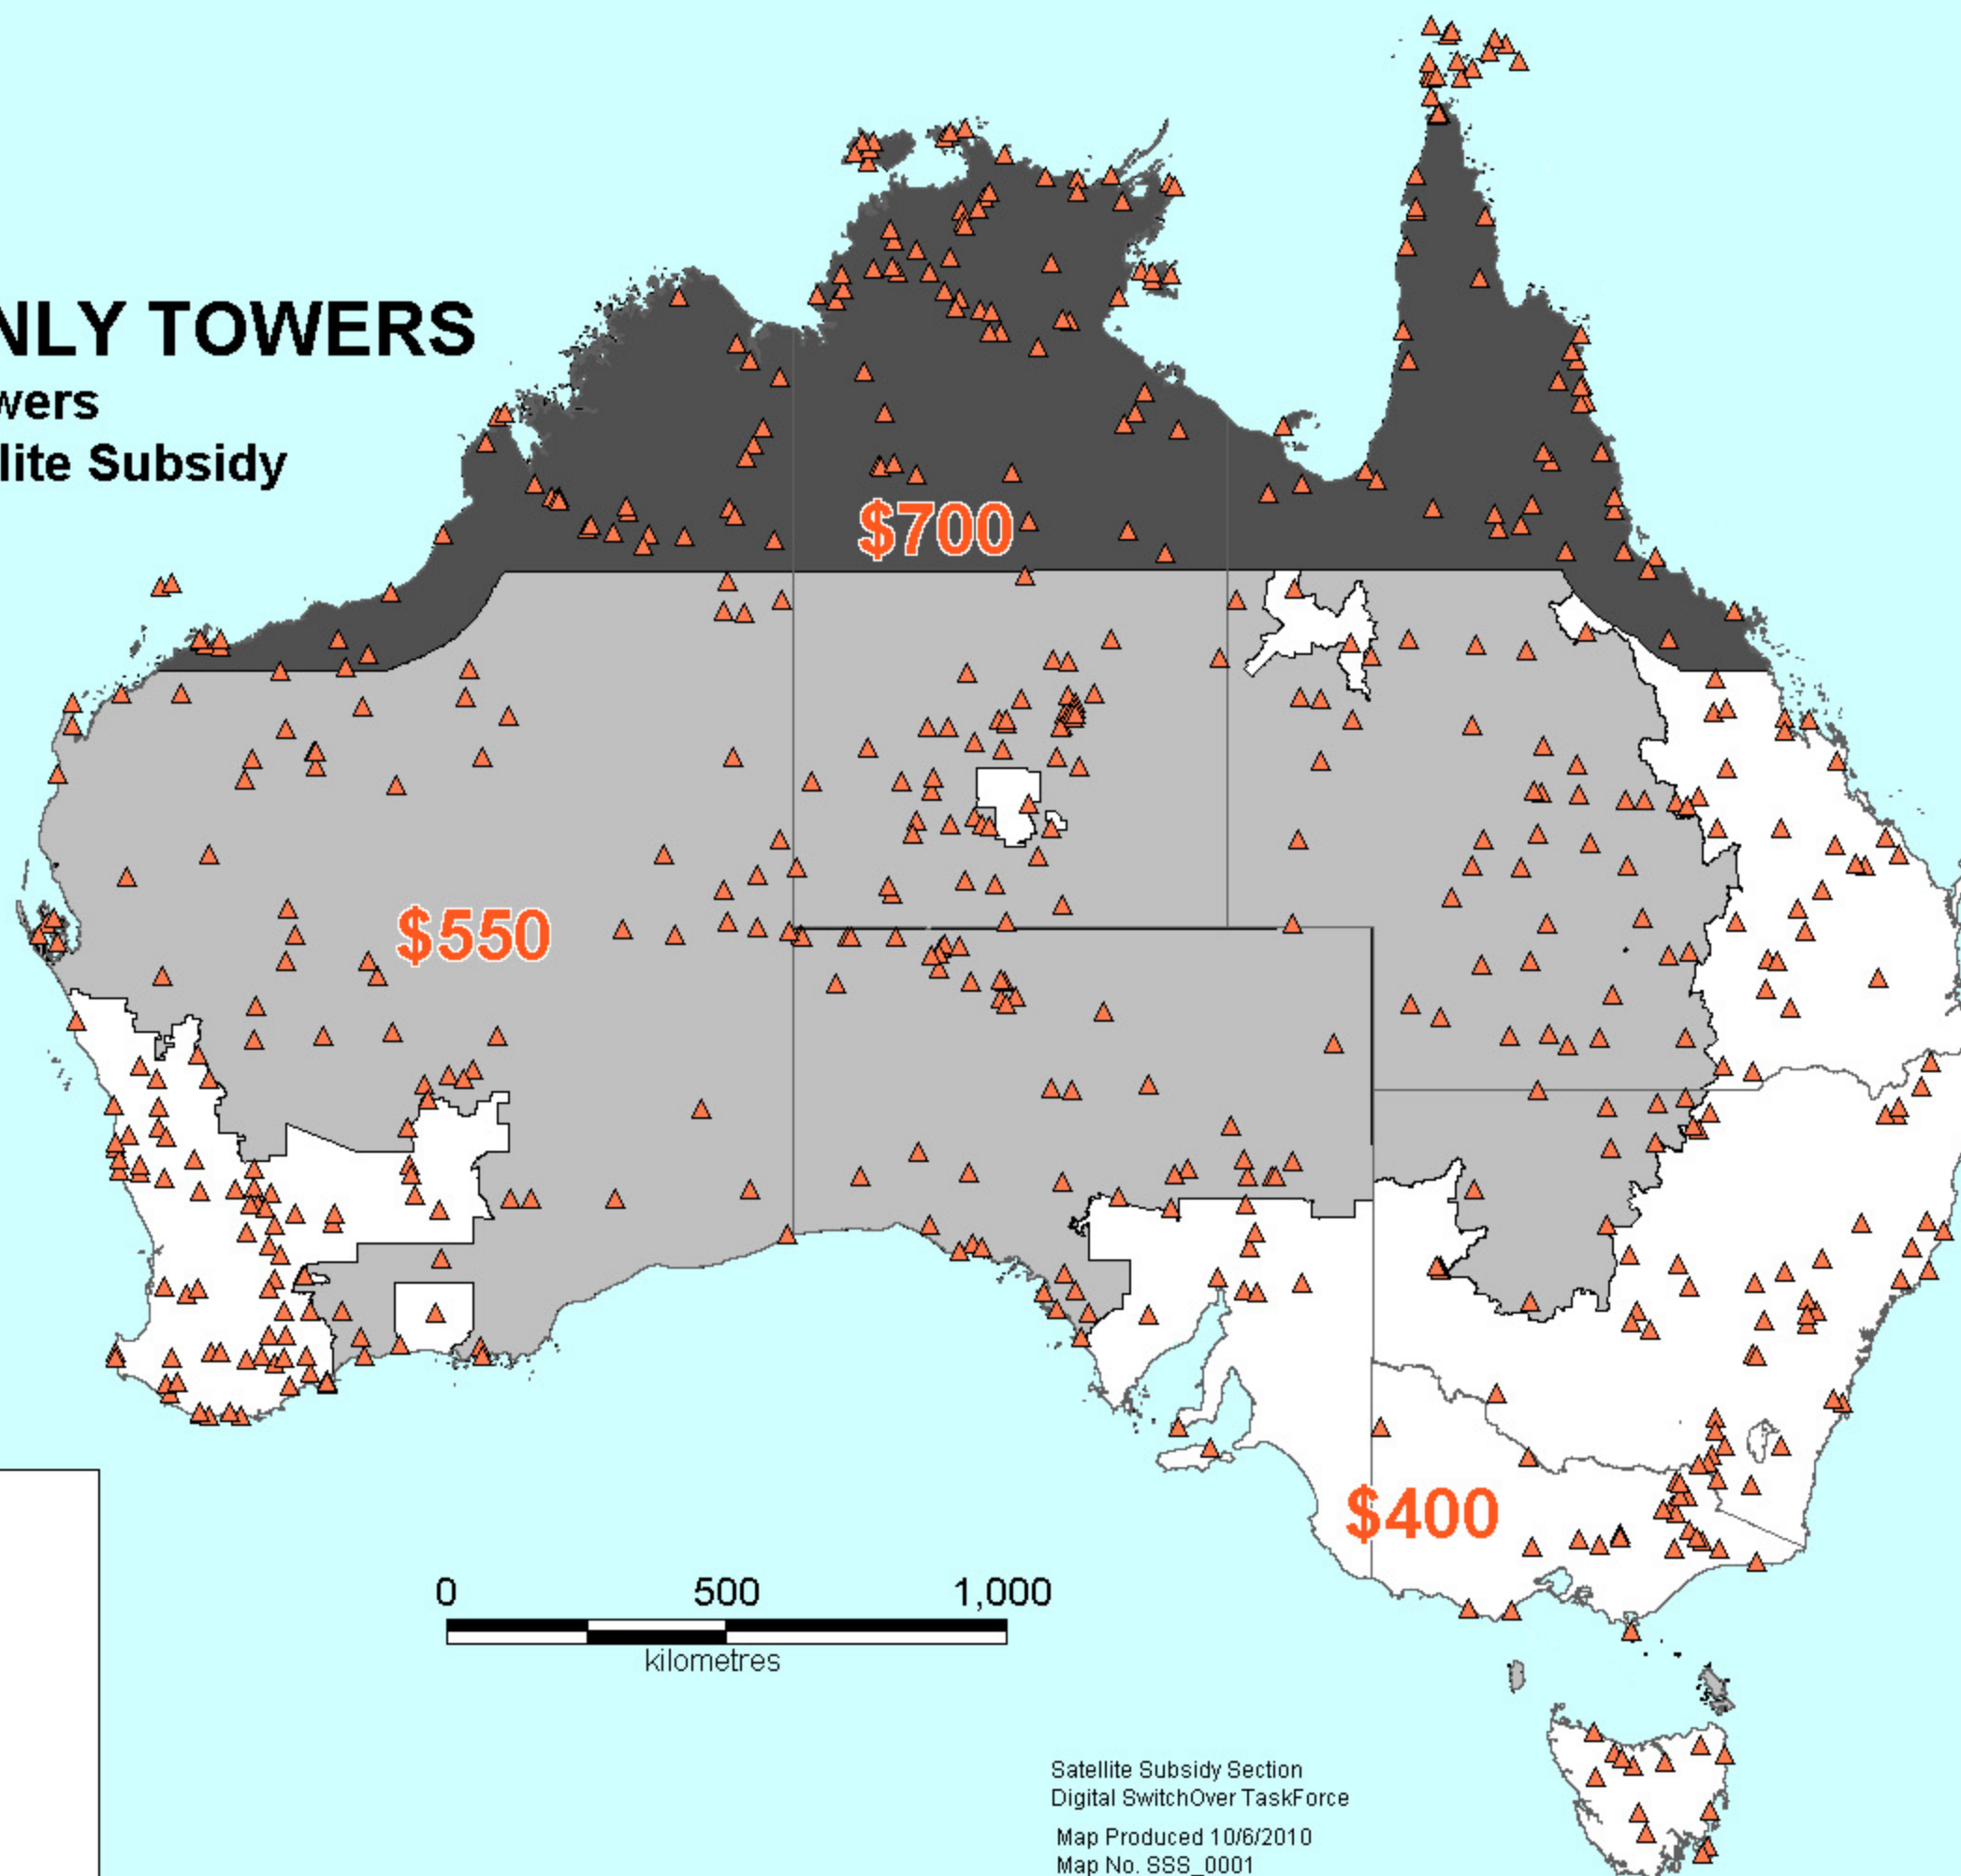 NLY TOWERS
wers
lite Subsidy
$700
$550
$400
0 500 1,000
kilometres
Satellite Subsidy Section
Digital SwitchOver TaskForce
Map Produced 10/6/2010
Map No. SSS_0001